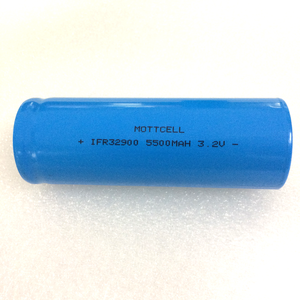 MOTTCELL
+ IFR32900 5500MAH 3.2V -